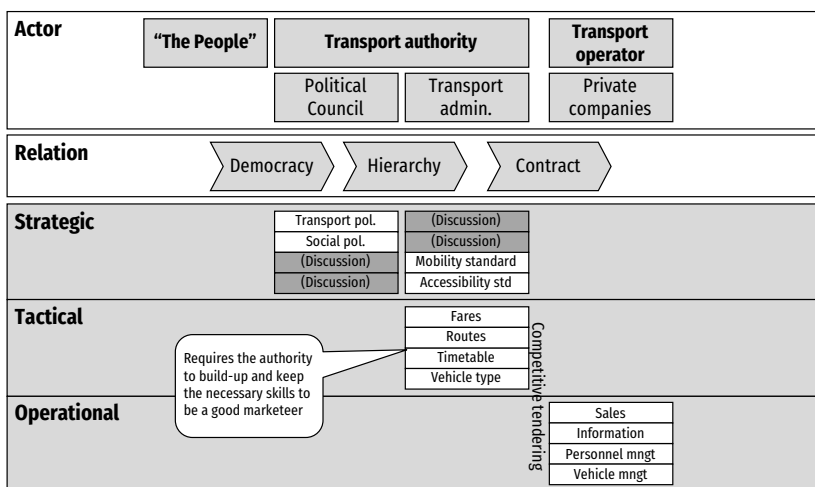 Actor
“The People”
Transport authority
Transport
operator
Political
Council
Transport
admin.
Private
companies
Relation
Democracy
Hierarchy
Contract
Strategic
Transport pol.
(Discussion)
Social pol.
(Discussion)
(Discussion)
Mobility standard
(Discussion)
Accessibility std
Tactical
Fares
Routes
Timetable
Vehicle type
Competitive tendering
Requires the authority
to build-up and keep
the necessary skills to
be a good marketeer
Operational
Sales
Information
Personnel mngt
Vehicle mngt